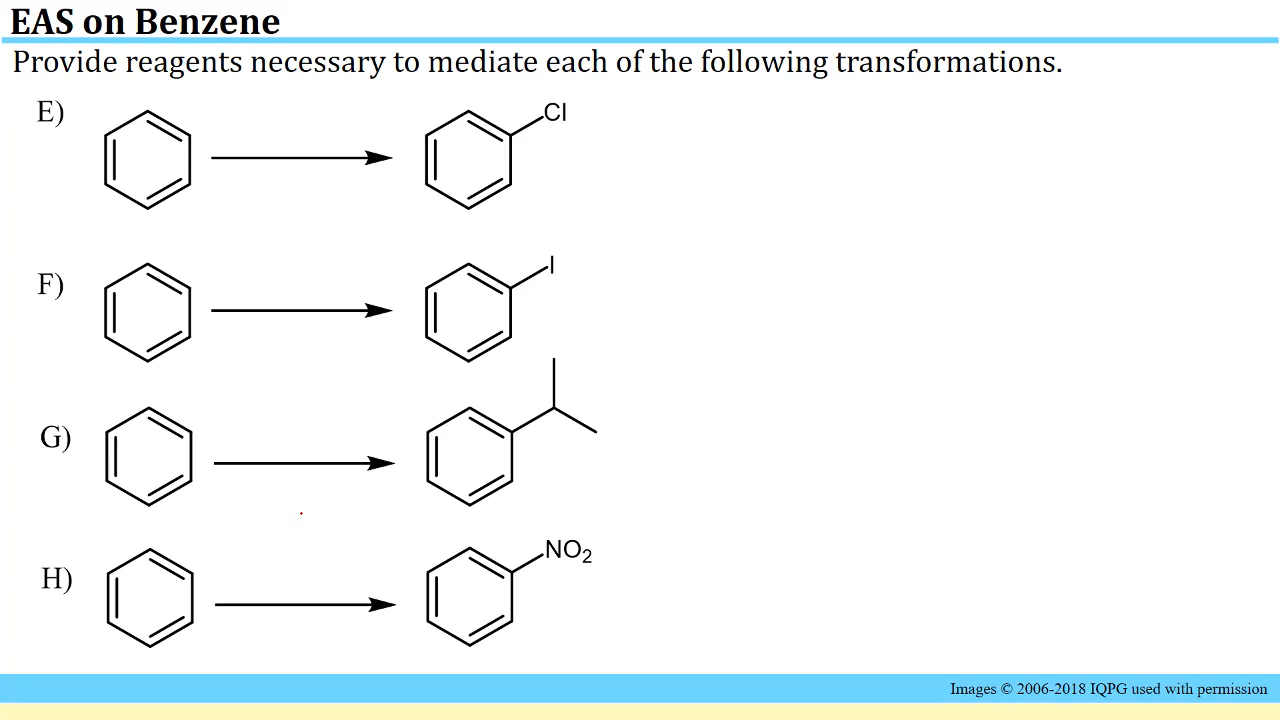 EAS on Benzene
Provide reagents necessary to mediate each of the following transformations.
E)
Cl
F)
I
G)
H)
NO₂
Images © 2006-2018 IQPG used with permission